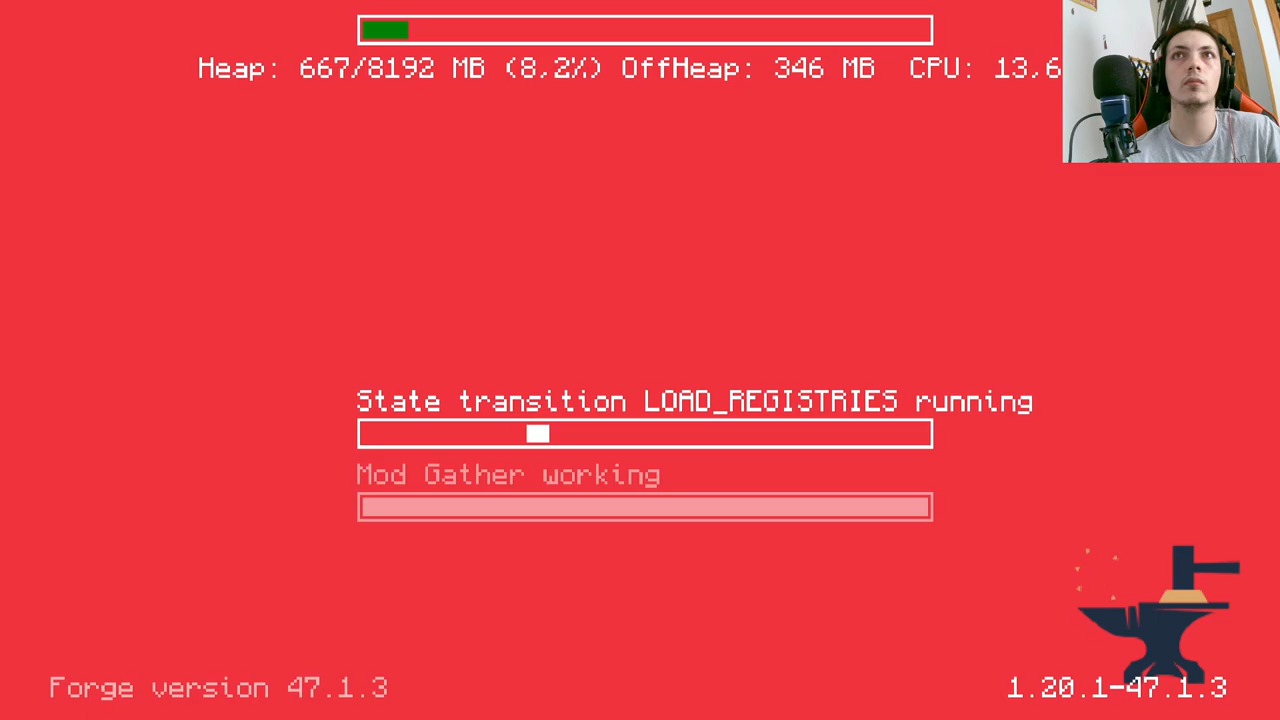 Heap: 667/8192 MB (8,2%) OffHeap: 346 MB CPU: 13,6
State transition LOAD_REGISTRIES running
Mod Gather working
Forge version 47.1.3
1.20.1-47.1.3